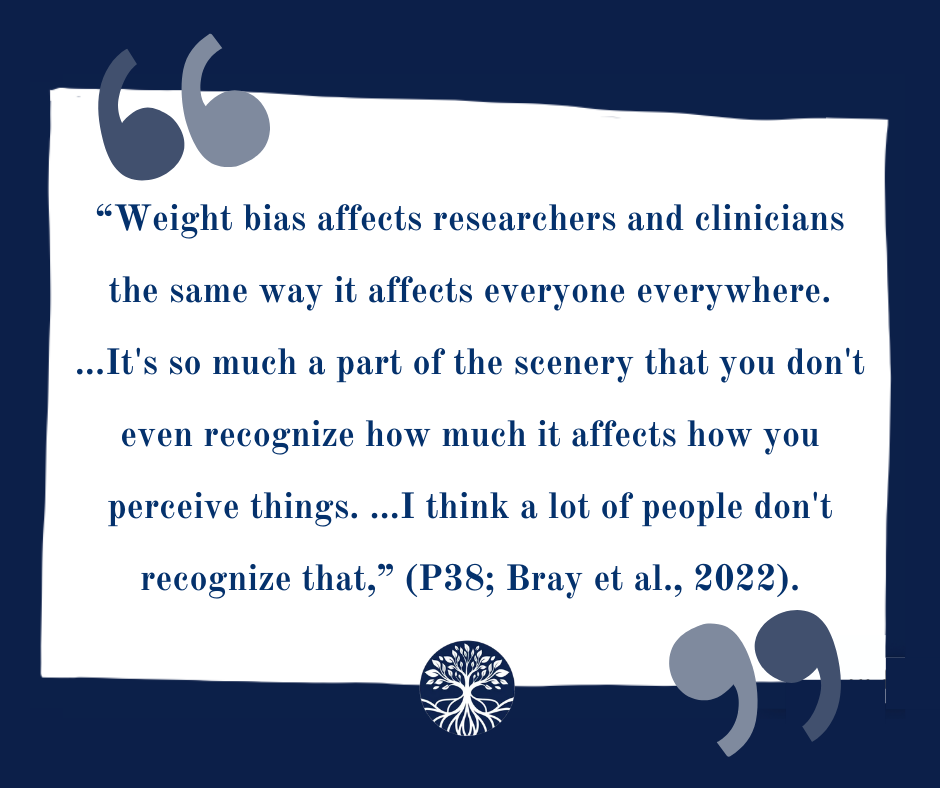 “Weight bias affects researchers and clinicians
the same way it affects everyone everywhere.
...It's so much a part of the scenery that you don't
even recognize how much it affects how you
perceive things. ...I think a lot of people don't
recognize that,” (P38; Bray et al., 2022).